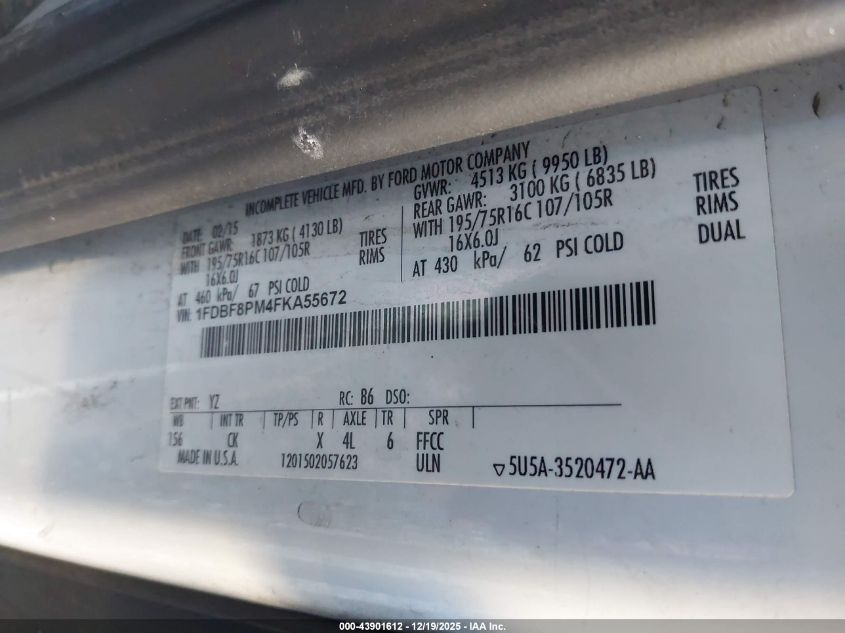 INCOMPLETE VEHICLE MFD. BY FORD MOTOR COMPANY
DATE: 02/15
FRONT GAWR: 1873 KG ( 4130 LB)
WITH 195/75R16C 107/105R TIRES
16X6.0J RIMS
AT 460 kPa/ 67 PSI COLD
GVWR: 4513 KG ( 9950 LB)
REAR GAWR: 3100 KG ( 6835 LB)
WITH 195/75R16C 107/105R TIRES
16X6.0J RIMS
AT 430 kPa/ 62 PSI COLD DUAL
VIN: 1FDBF8PM4FKA55672
EXT PNT: YZ RC: 86 DSO:
WB INT TR TP/PS R AXLE TR SPR
156 CK X 4L 6 FFCC
MADE IN U.S.A. 1201502057623 ULN ▽5U5A-3520472-AA
000-43901612 - 12/19/2025 - IAA Inc.